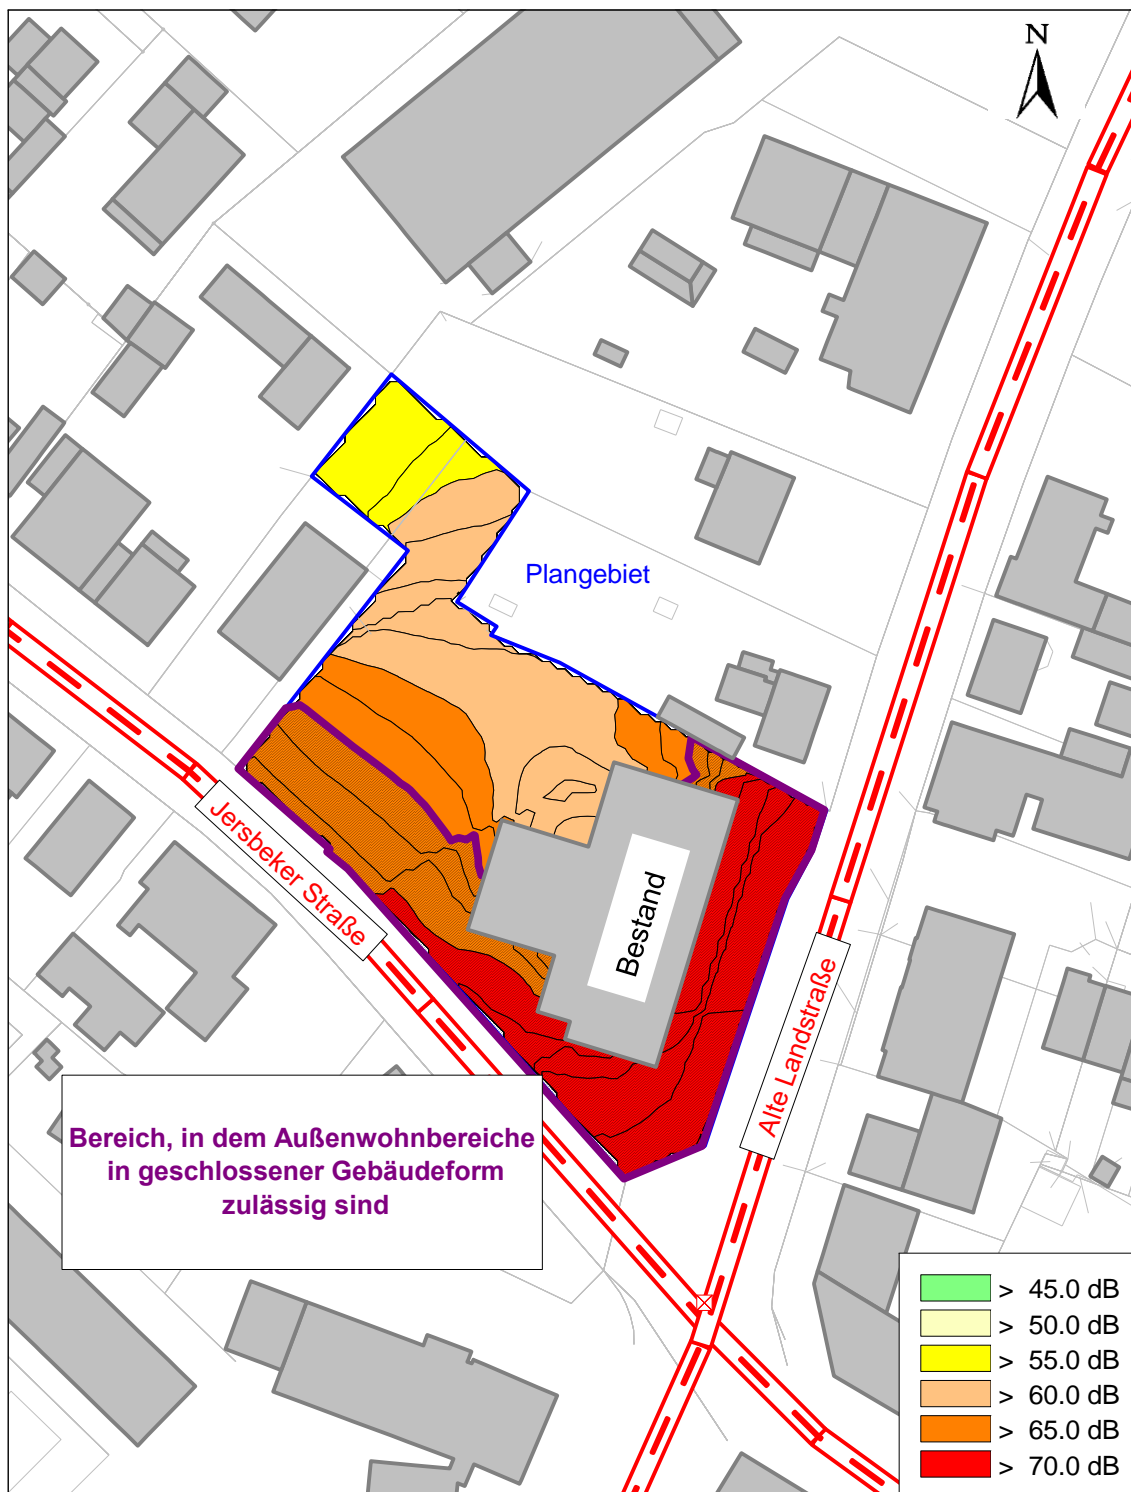 N
Plangebiet
Jersbeker Straße
Bestand
Alte Landstraße
Bereich, in dem Außenwohnbereiche
in geschlossener Gebäudeform
zulässig sind
> 45.0 dB
> 50.0 dB
> 55.0 dB
> 60.0 dB
> 65.0 dB
> 70.0 dB